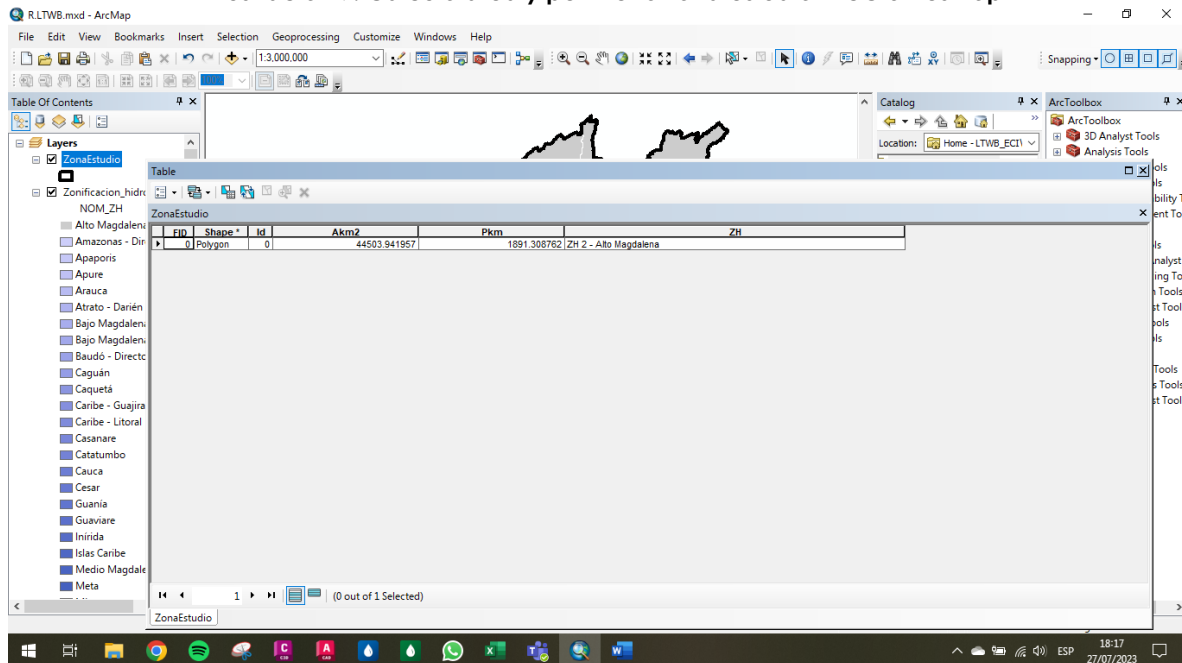 R.LTWB.mxd - ArcMap
File Edit View Bookmarks Insert Selection Geoprocessing Customize Windows Help
1:3,000,000
Snapping
Table Of Contents
Catalog
ArcToolbox
Layers
ZonaEstudio
Location: Home - LTWB_ECI\
ArcToolbox
3D Analyst Tools
Analysis Tools
Zonificacion_hidro
NOM_ZH
Alto Magdalena
Amazonas - Dir
Apaporis
Apure
Arauca
Atrato - Darién
Bajo Magdalena
Bajo Magdalena
Baudó - Directo
Caguán
Caquetá
Caribe - Guajira
Caribe - Litoral
Casanare
Catatumbo
Cauca
Cesar
Guanía
Guaviare
Inírida
Islas Caribe
Medio Magdale
Meta
Table
ZonaEstudio
FID Shape * Id Akm2 Pkm ZH
0 Polygon 0 44503.941957 1891.308762 ZH 2 - Alto Magdalena
1 (0 out of 1 Selected)
ZonaEstudio
ESP
18:17
27/07/2023